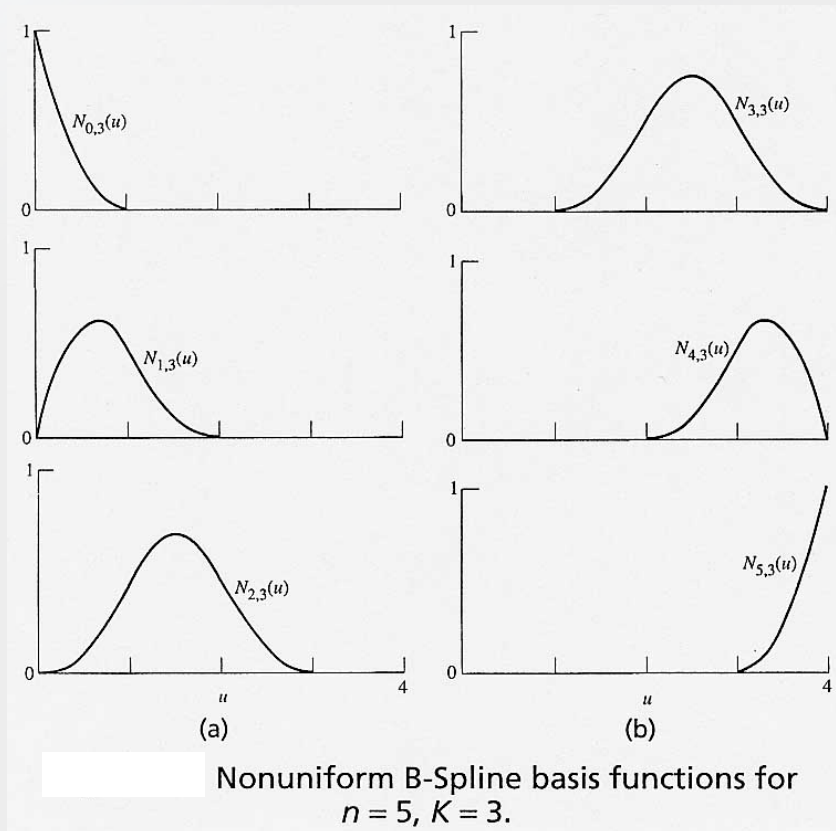 1
N0,3(u)
0
1
N1,3(u)
0
1
N2,3(u)
0
u
4
(a)
1
N3,3(u)
0
1
N4,3(u)
0
1
N5,3(u)
0
u
4
(b)
Nonuniform B-Spline basis functions for
n = 5, K = 3.